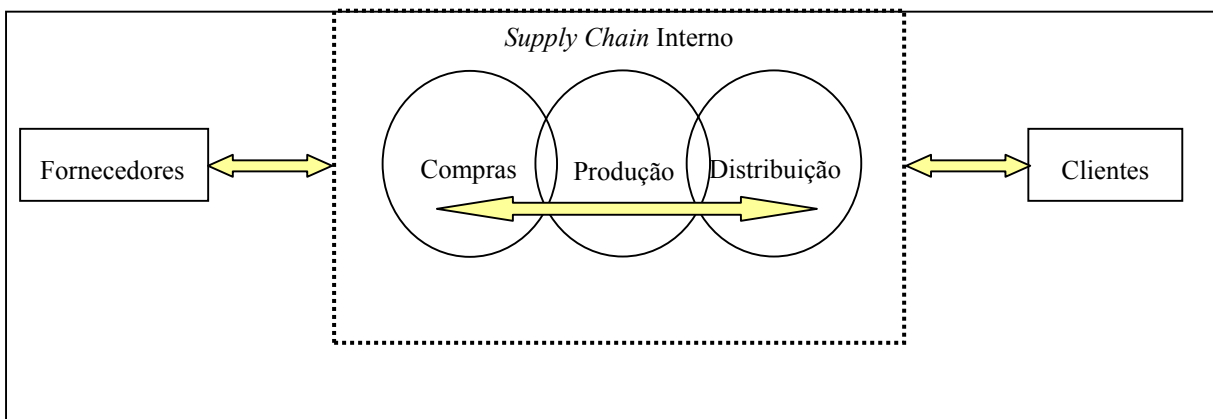 Supply Chain Interno
Fornecedores
Compras
Produção
Distribuição
Clientes